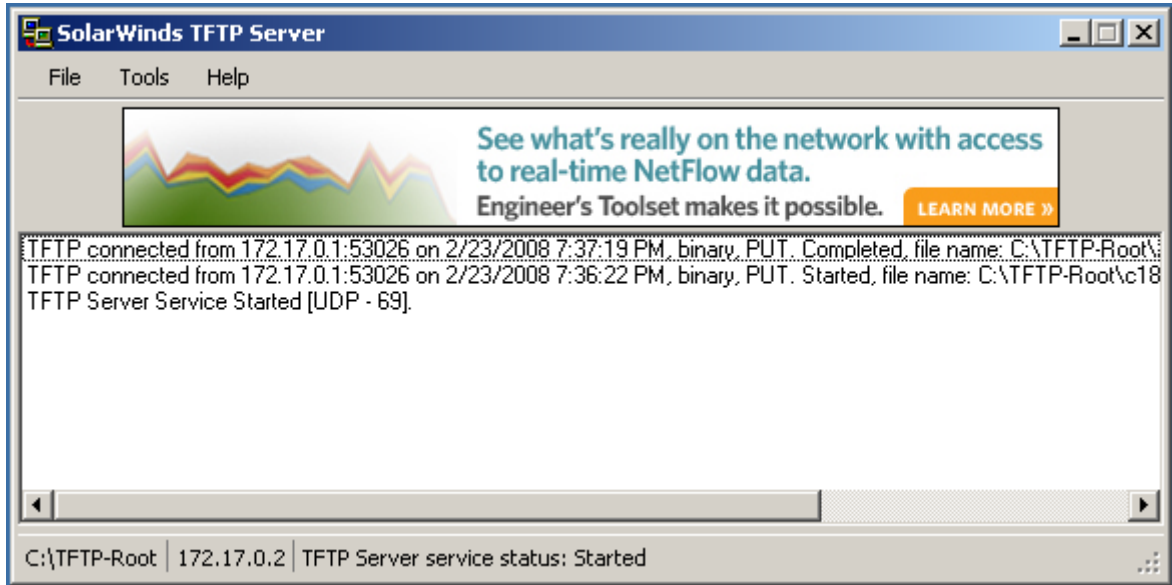 SolarWinds TFTP Server
File Tools Help
See what's really on the network with access
to real-time NetFlow data.
Engineer's Toolset makes it possible.
LEARN MORE »
TFTP connected from 172.17.0.1:53026 on 2/23/2008 7:37:19 PM, binary, PUT. Completed, file name: C:\TFTP-Root\
TFTP connected from 172.17.0.1:53026 on 2/23/2008 7:36:22 PM, binary, PUT. Started, file name: C:\TFTP-Root\c18
TFTP Server Service Started [UDP - 69].
C:\TFTP-Root 172.17.0.2 TFTP Server service status: Started